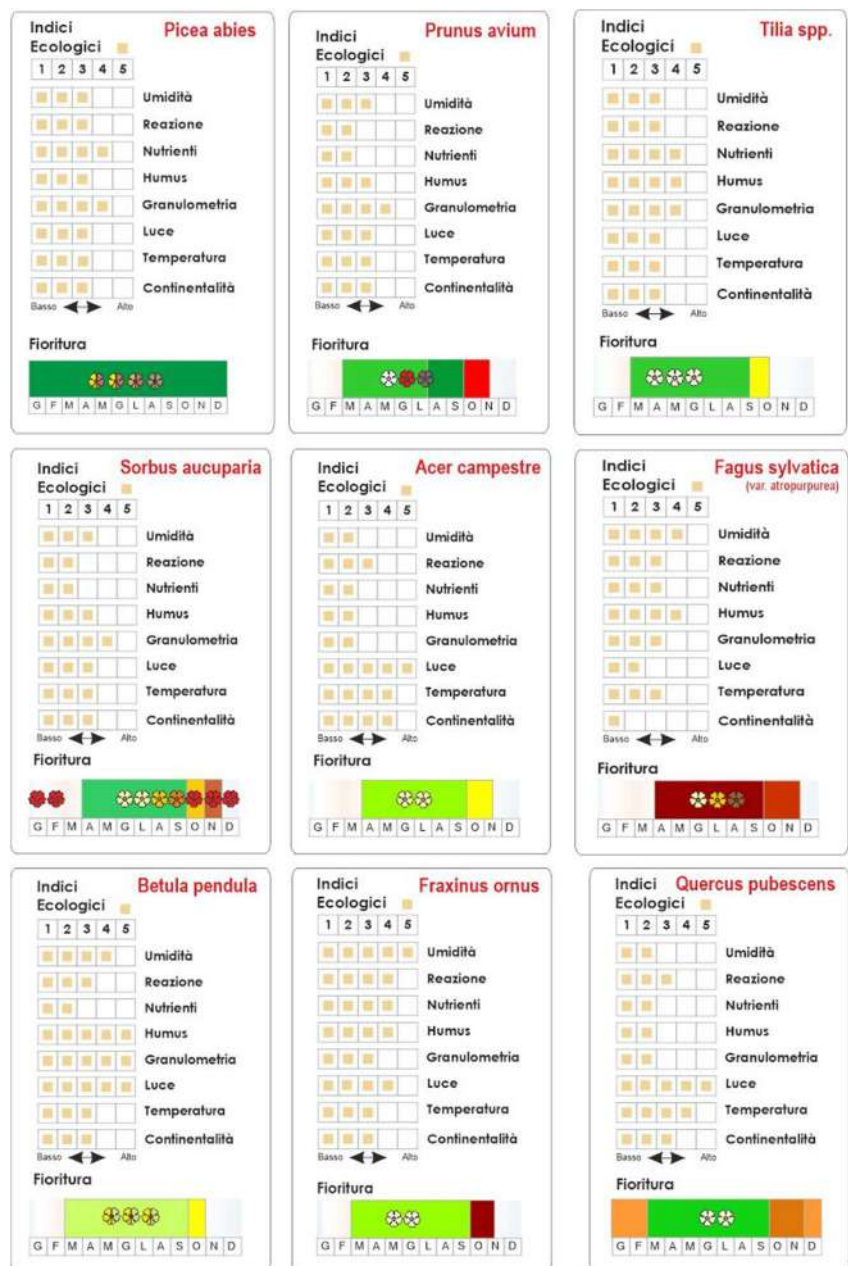 Indici
Ecologici
Picea abies
1 2 3 4 5
Umidità
Reazione
Nutrienti
Humus
Granulometria
Luce
Temperatura
Continentalità
Basso Alto
Fioritura
G F M A M G L A S O N D
Indici
Ecologici
Prunus avium
1 2 3 4 5
Umidità
Reazione
Nutrienti
Humus
Granulometria
Luce
Temperatura
Continentalità
Basso Alto
Fioritura
G F M A M G L A S O N D
Indici
Ecologici
Tilia spp.
1 2 3 4 5
Umidità
Reazione
Nutrienti
Humus
Granulometria
Luce
Temperatura
Continentalità
Basso Alto
Fioritura
G F M A M G L A S O N D
Indici
Ecologici
Sorbus aucuparia
1 2 3 4 5
Umidità
Reazione
Nutrienti
Humus
Granulometria
Luce
Temperatura
Continentalità
Basso Alto
Fioritura
G F M A M G L A S O N D
Indici
Ecologici
Acer campestre
1 2 3 4 5
Umidità
Reazione
Nutrienti
Humus
Granulometria
Luce
Temperatura
Continentalità
Basso Alto
Fioritura
G F M A M G L A S O N D
Indici
Ecologici
Fagus sylvatica
(var. atropurpurea)
1 2 3 4 5
Umidità
Reazione
Nutrienti
Humus
Granulometria
Luce
Temperatura
Continentalità
Basso Alto
Fioritura
G F M A M G L A S O N D
Indici
Ecologici
Betula pendula
1 2 3 4 5
Umidità
Reazione
Nutrienti
Humus
Granulometria
Luce
Temperatura
Continentalità
Basso Alto
Fioritura
G F M A M G L A S O N D
Indici
Ecologici
Fraxinus ornus
1 2 3 4 5
Umidità
Reazione
Nutrienti
Humus
Granulometria
Luce
Temperatura
Continentalità
Basso Alto
Fioritura
G F M A M G L A S O N D
Indici
Ecologici
Quercus pubescens
1 2 3 4 5
Umidità
Reazione
Nutrienti
Humus
Granulometria
Luce
Temperatura
Continentalità
Basso Alto
Fioritura
G F M A M G L A S O N D